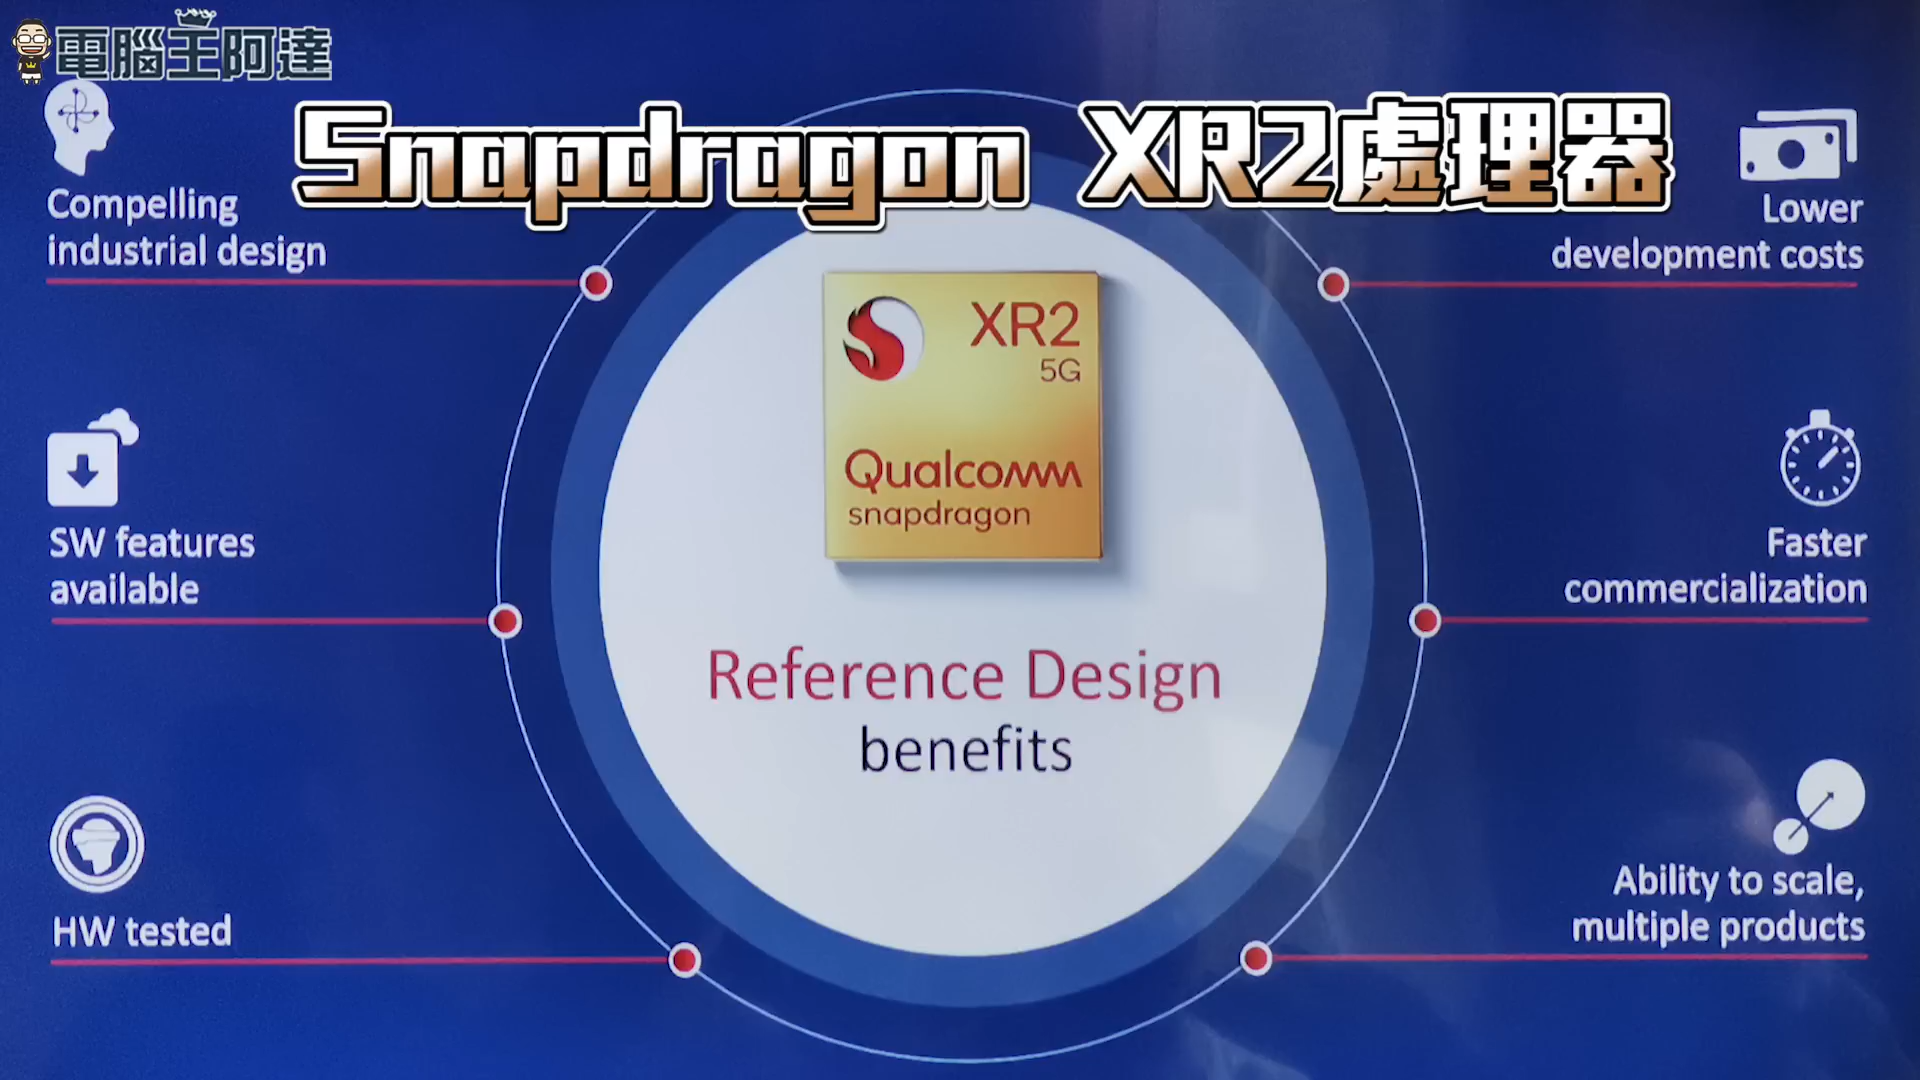 電腦王阿達
Snapdragon XR2處理器
Compelling
industrial design
SW features
available
HW tested
XR2
5G
Qualcomm
snapdragon
Reference Design
benefits
Lower
development costs
Faster
commercialization
Ability to scale,
multiple products